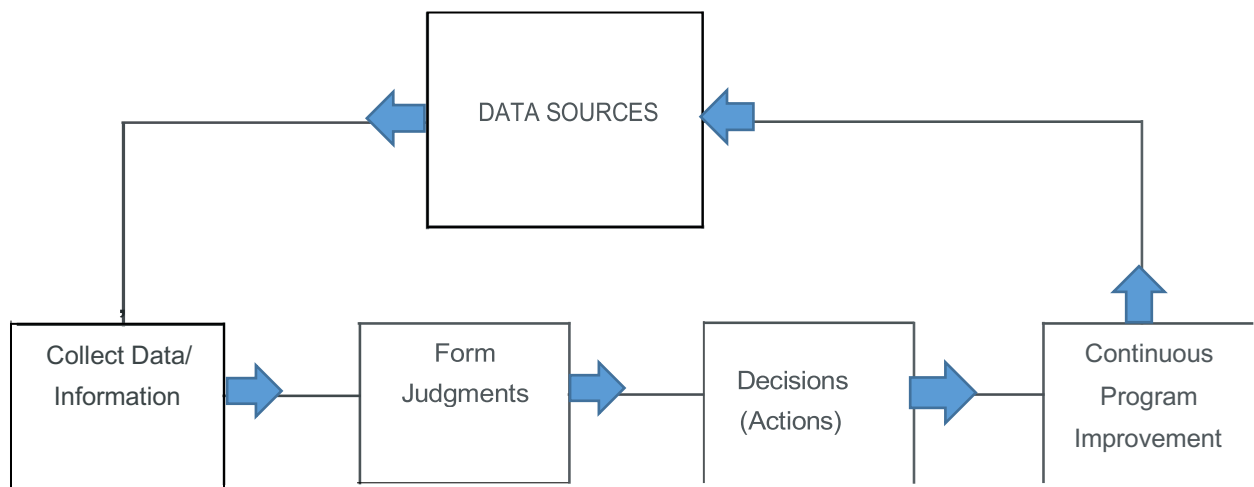 DATA SOURCES
Collect Data/
Information
Form
Judgments
Decisions
(Actions)
Continuous
Program
Improvement